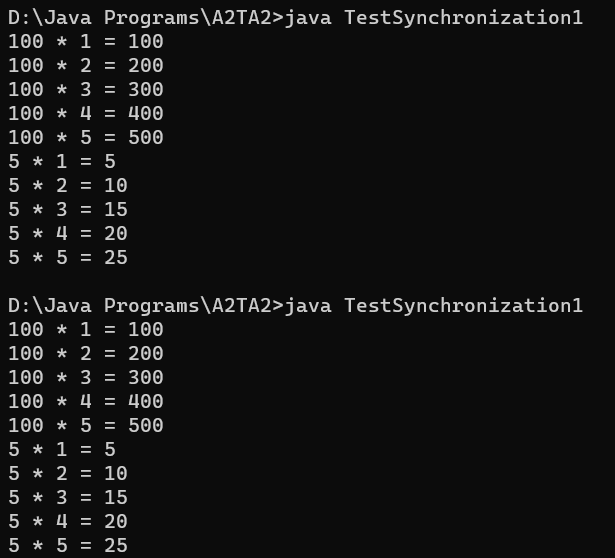 D:\Java Programs\A2TA2>java TestSynchronization1
100 * 1 = 100
100 * 2 = 200
100 * 3 = 300
100 * 4 = 400
100 * 5 = 500
5 * 1 = 5
5 * 2 = 10
5 * 3 = 15
5 * 4 = 20
5 * 5 = 25
D:\Java Programs\A2TA2>java TestSynchronization1
100 * 1 = 100
100 * 2 = 200
100 * 3 = 300
100 * 4 = 400
100 * 5 = 500
5 * 1 = 5
5 * 2 = 10
5 * 3 = 15
5 * 4 = 20
5 * 5 = 25